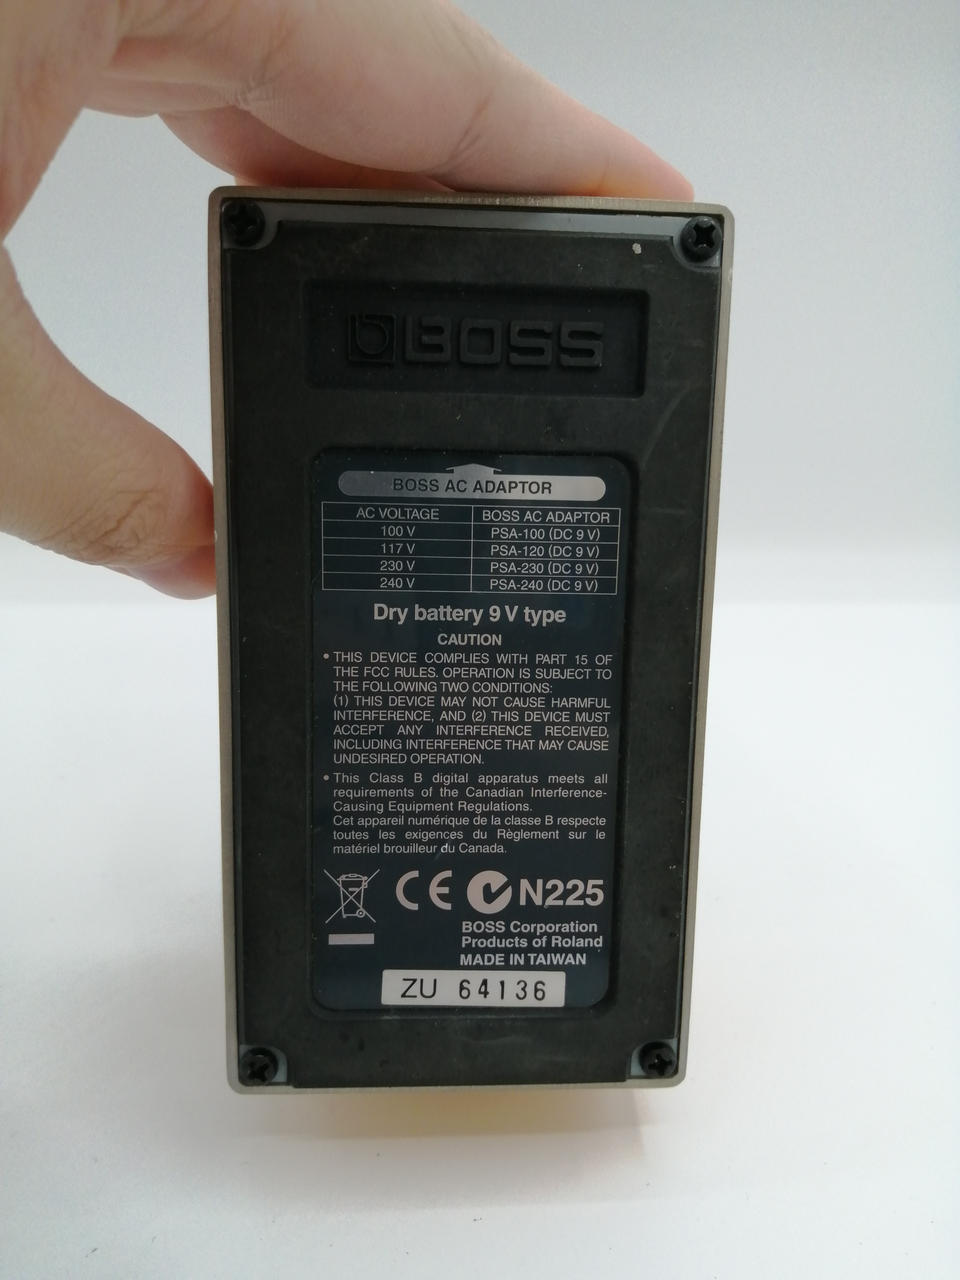 BOSS
BOSS AC ADAPTOR
AC VOLTAGE BOSS AC ADAPTOR
100 V PSA-100 (DC 9 V)
117 V PSA-120 (DC 9 V)
230 V PSA-230 (DC 9 V)
240 V PSA-240 (DC 9 V)
Dry battery 9 V type
CAUTION
• THIS DEVICE COMPLIES WITH PART 15 OF
THE FCC RULES. OPERATION IS SUBJECT TO
THE FOLLOWING TWO CONDITIONS:
(1) THIS DEVICE MAY NOT CAUSE HARMFUL
INTERFERENCE, AND (2) THIS DEVICE MUST
ACCEPT ANY INTERFERENCE RECEIVED,
INCLUDING INTERFERENCE THAT MAY CAUSE
UNDESIRED OPERATION.
• This Class B digital apparatus meets all
requirements of the Canadian Interference-
Causing Equipment Regulations.
Cet appareil numérique de la classe B respecte
toutes les exigences du Règlement sur le
matériel brouilleur du Canada.
CE N225
BOSS Corporation
Products of Roland
MADE IN TAIWAN
ZU 64136